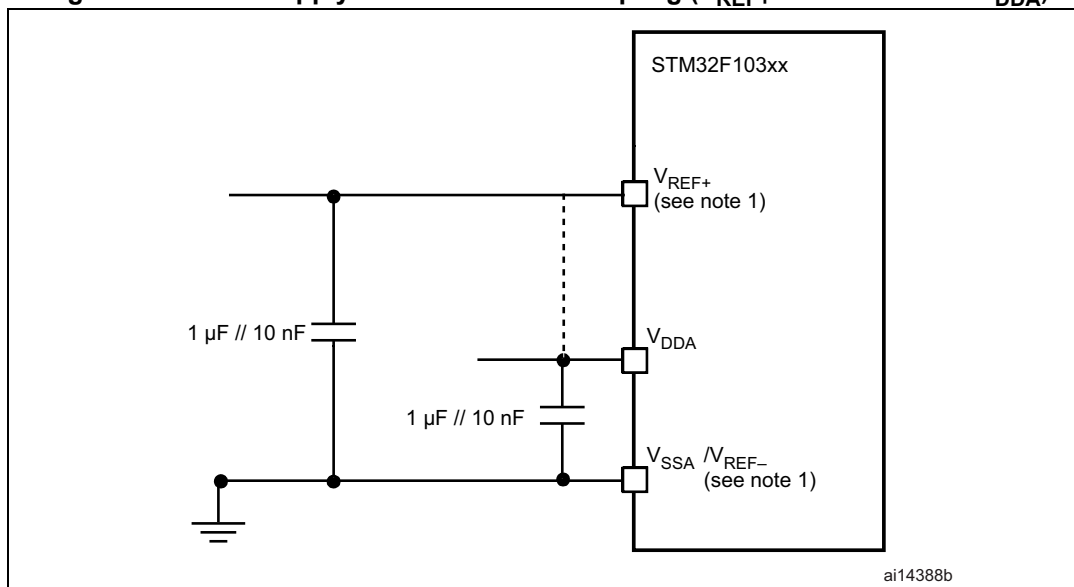 STM32F103xx
VREF+
(see note 1)
1 µF // 10 nF
VDDA
1 µF // 10 nF
VSSA /VREF–
(see note 1)
ai14388b